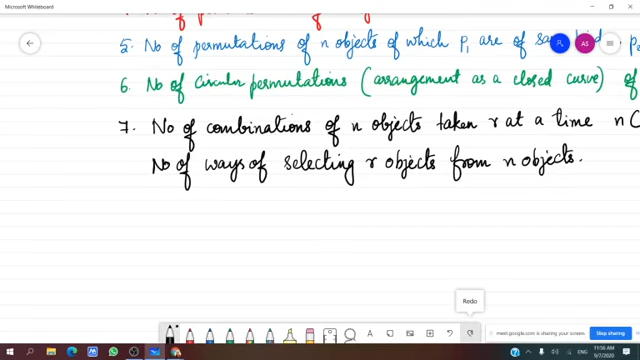 Microsoft Whiteboard
5. No of permutations of n objects of which p1 are of
6. No of circular permutations (arrangement as a closed curve) of
7. No of combinations of n objects taken r at a time n C
No of ways of selecting r objects from n objects.
AS
Redo
meet.google.com is sharing your screen.
Stop sharing
Hide
11:56 AM
ENG
9/7/2020